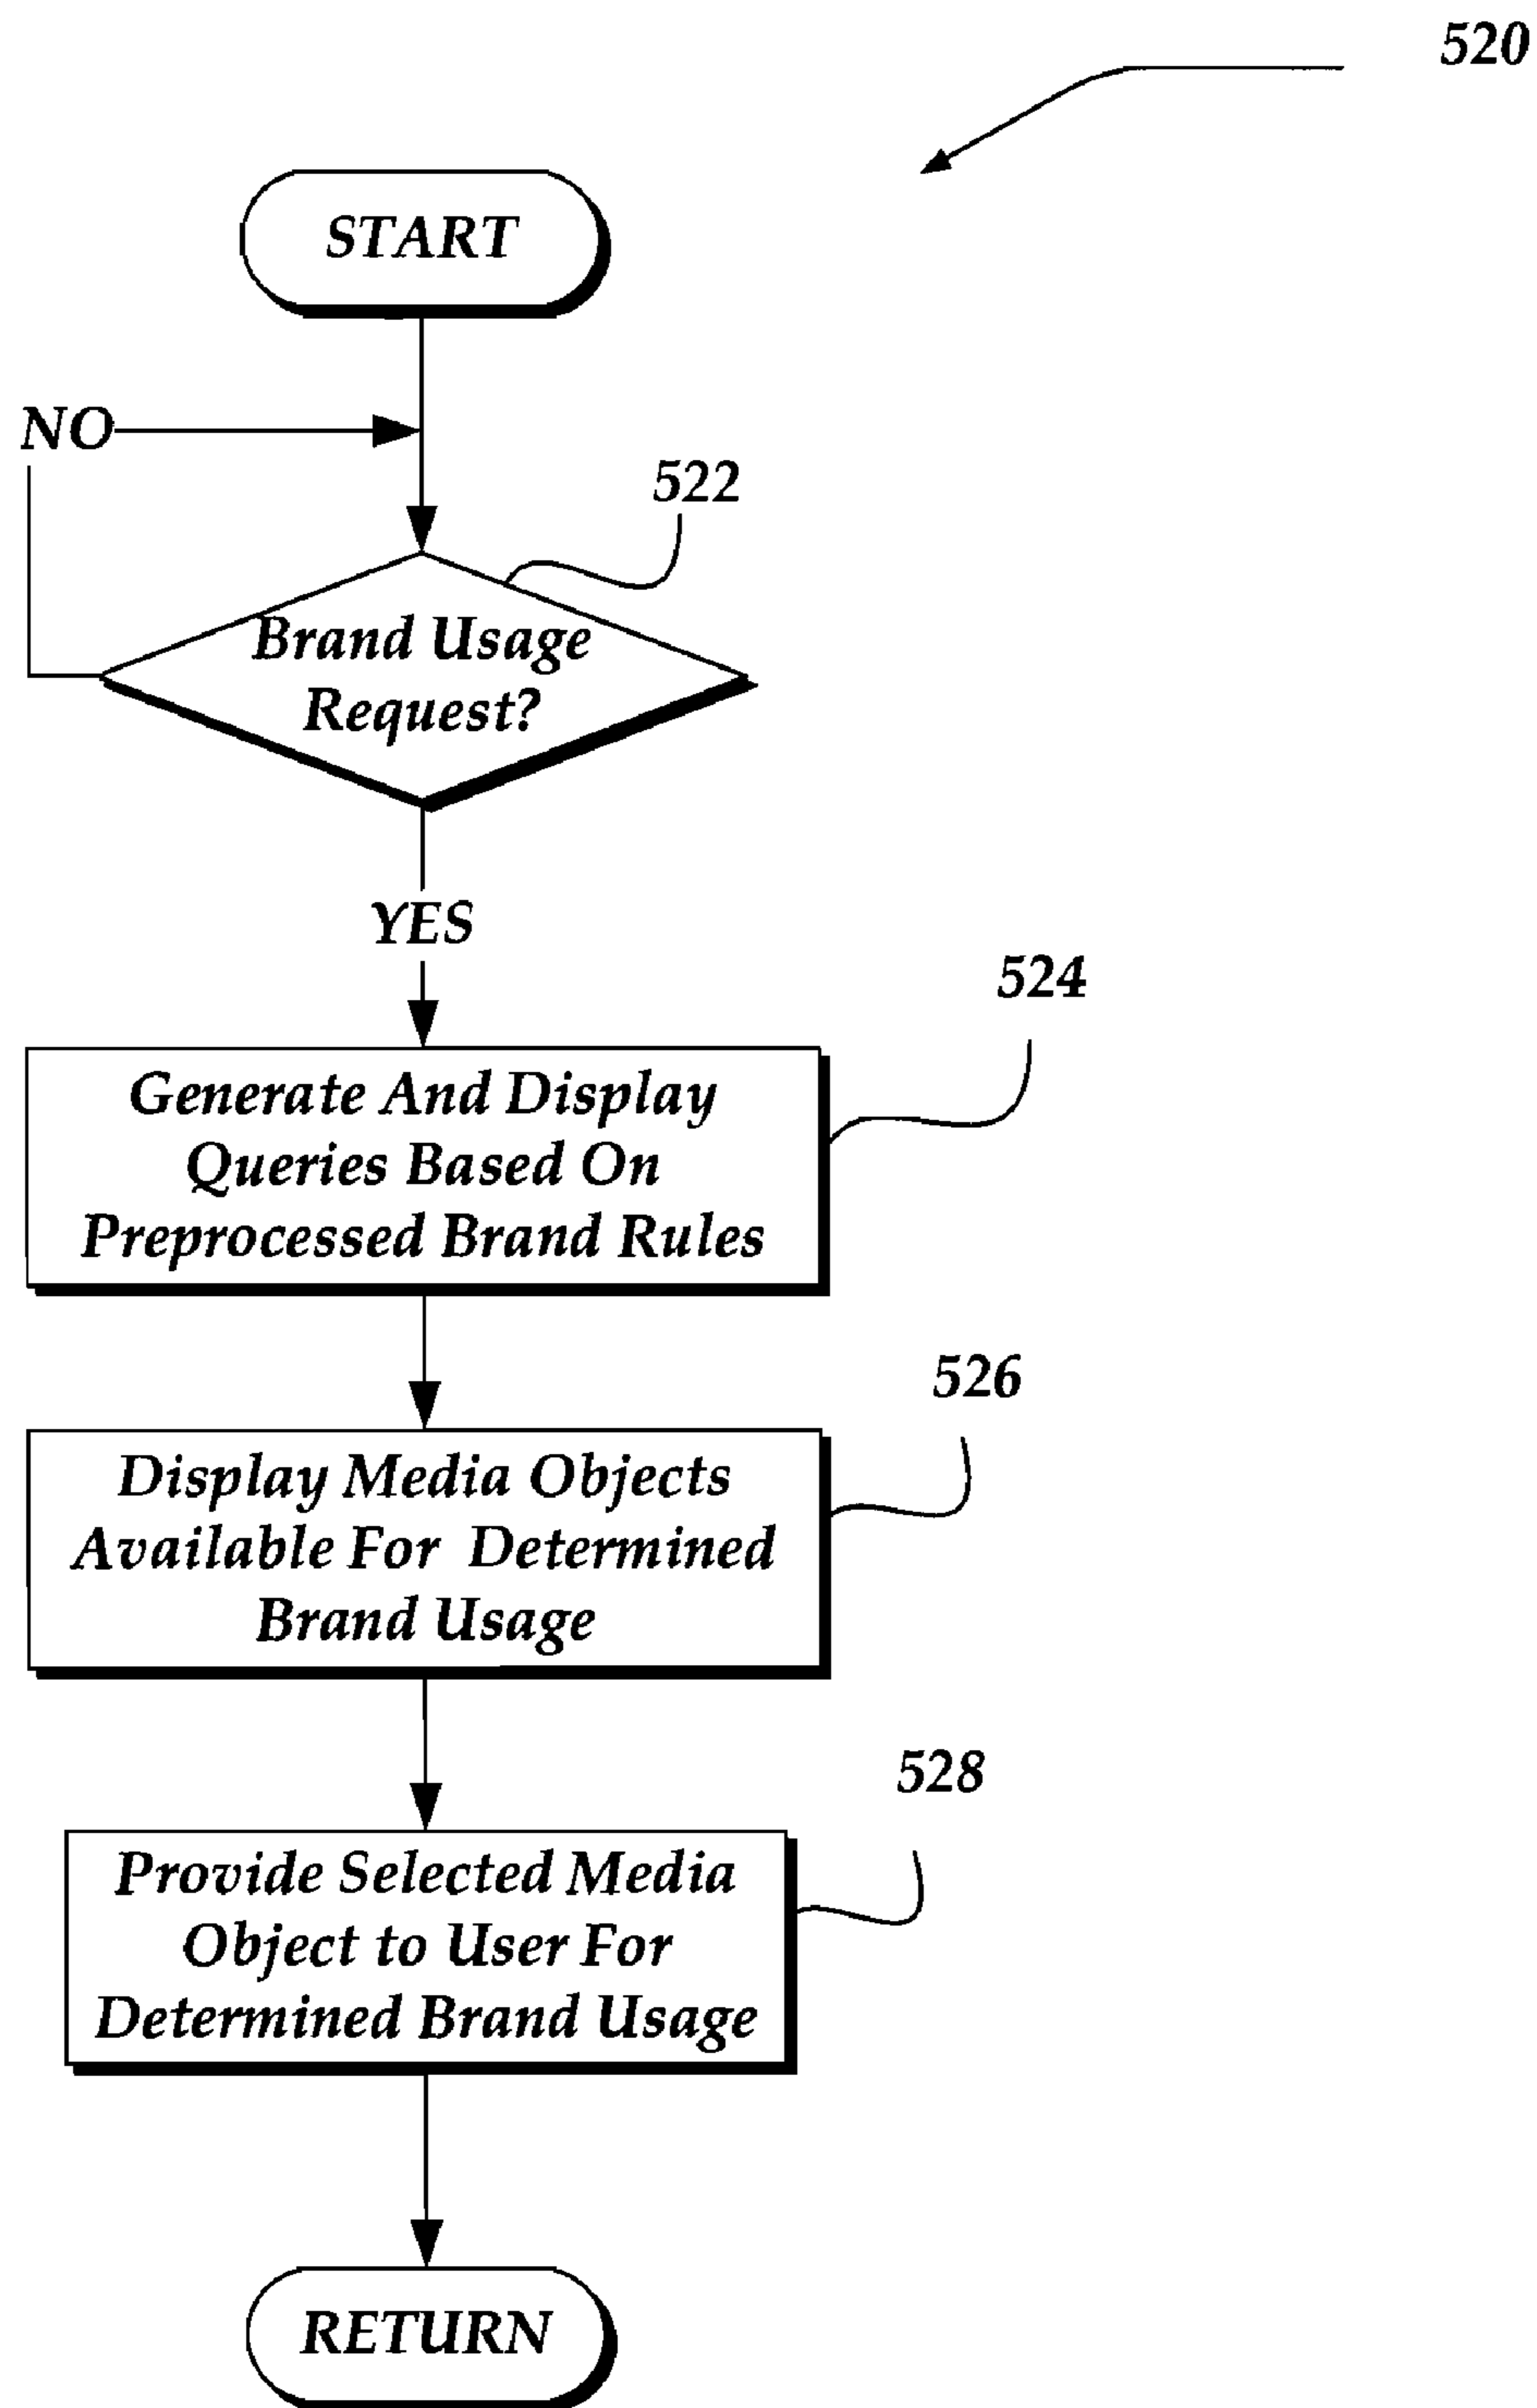 520
START
NO
522
Brand Usage
Request?
YES
524
Generate And Display
Queries Based On
Preprocessed Brand Rules
526
Display Media Objects
Available For Determined
Brand Usage
528
Provide Selected Media
Object to User For
Determined Brand Usage
RETURN